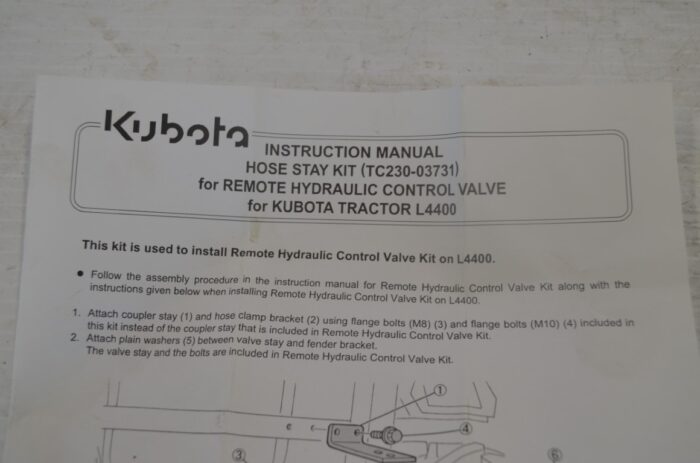 Kubota
INSTRUCTION MANUAL
HOSE STAY KIT (TC230-03731)
for REMOTE HYDRAULIC CONTROL VALVE
for KUBOTA TRACTOR L4400
This kit is used to install Remote Hydraulic Control Valve Kit on L4400.
● Follow the assembly procedure in the instruction manual for Remote Hydraulic Control Valve Kit along with the
instructions given below when installing Remote Hydraulic Control Valve Kit on L4400.
1. Attach coupler stay (1) and hose clamp bracket (2) using flange bolts (M8) (3) and flange bolts (M10) (4) included in
this kit instead of the coupler stay that is included in Remote Hydraulic Control Valve Kit.
2. Attach plain washers (5) between valve stay and fender bracket.
The valve stay and the bolts are included in Remote Hydraulic Control Valve Kit.
①
④
③
⑥